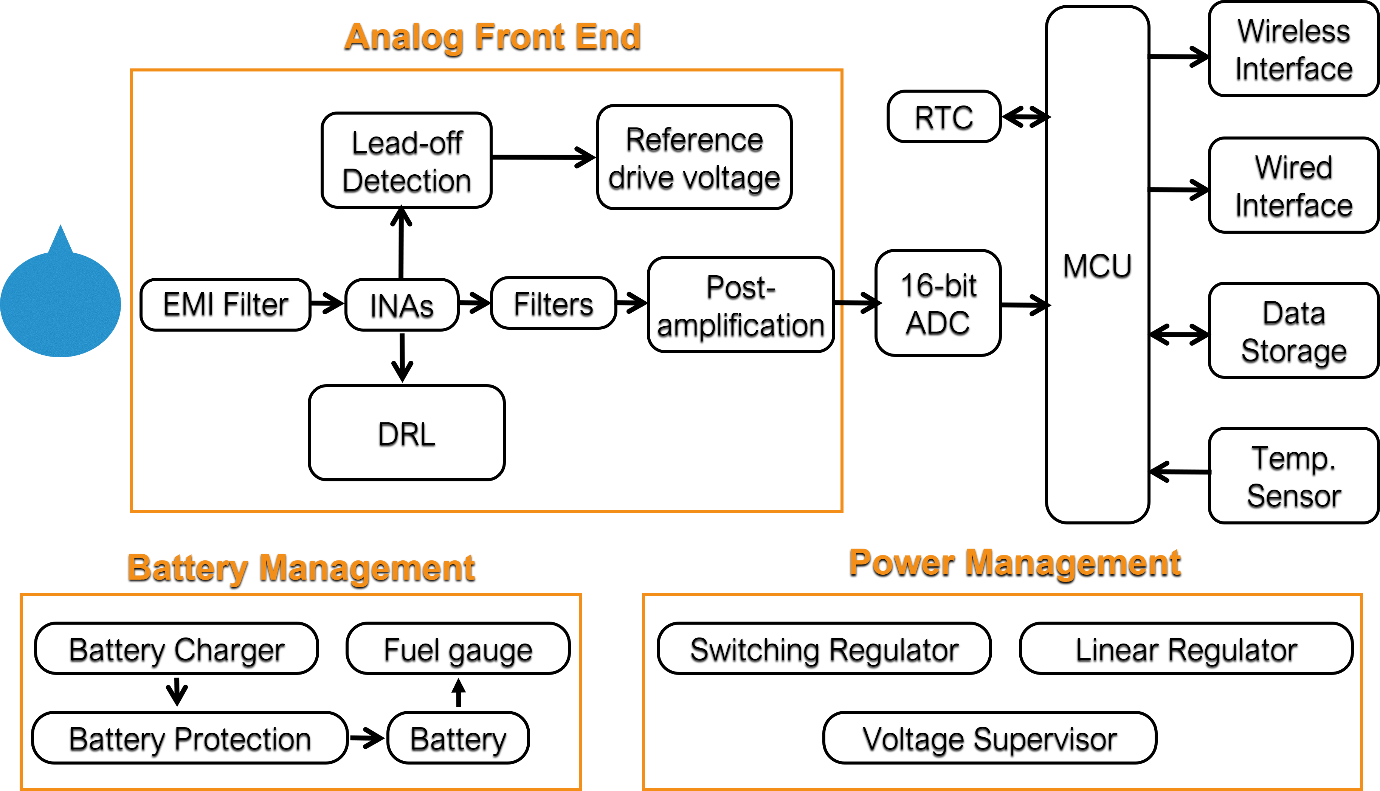 Analog Front End
Lead-off
Detection
Reference
drive voltage
EMI Filter
INAs
Filters
Post-
amplification
DRL
16-bit
ADC
RTC
MCU
Wireless
Interface
Wired
Interface
Data
Storage
Temp.
Sensor
Battery Management
Battery Charger
Fuel gauge
Battery Protection
Battery
Power Management
Switching Regulator
Linear Regulator
Voltage Supervisor